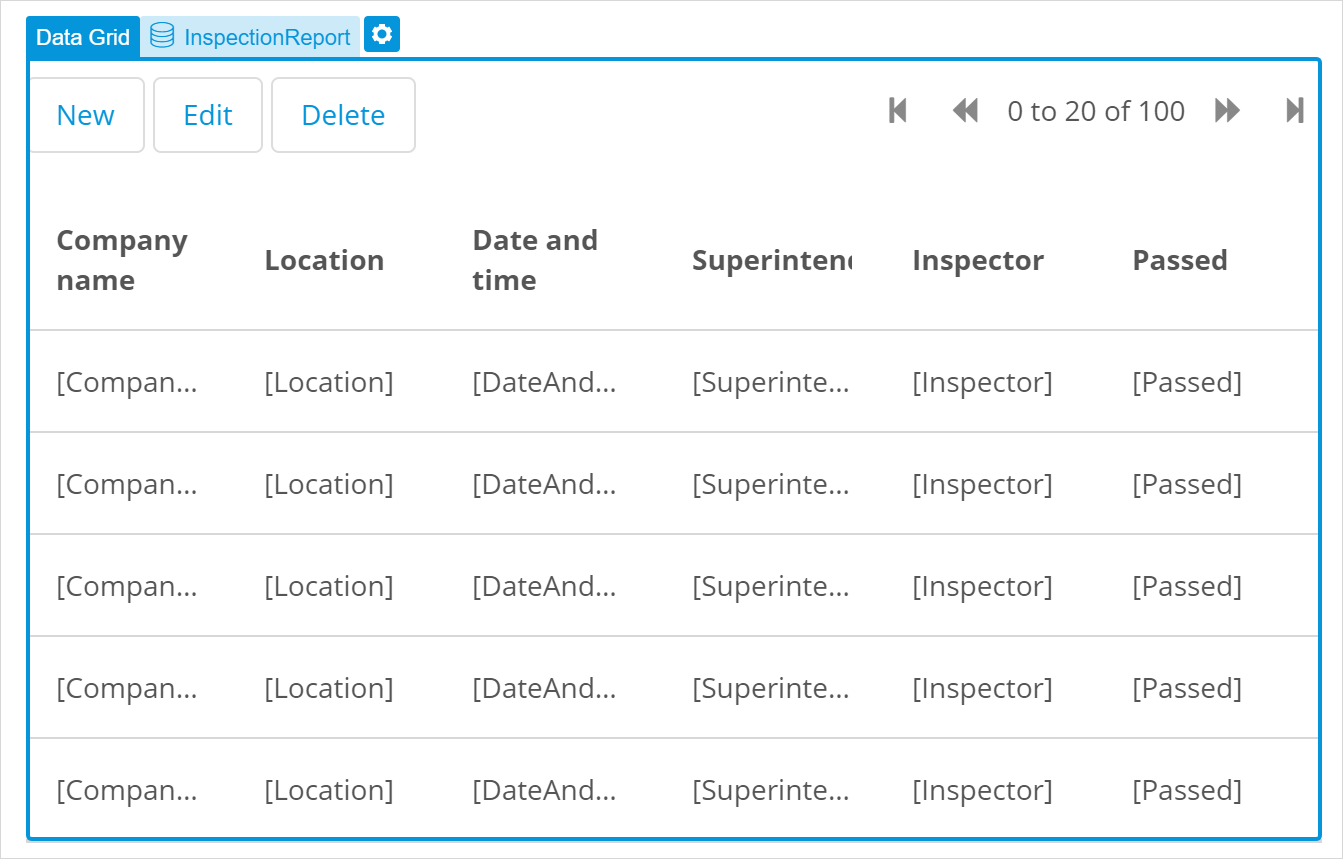 Data Grid InspectionReport
New Edit Delete 0 to 20 of 100
Company name Location Date and time Superintend Inspector Passed
[Compan... [Location] [DateAnd... [Superinte... [Inspector] [Passed]
[Compan... [Location] [DateAnd... [Superinte... [Inspector] [Passed]
[Compan... [Location] [DateAnd... [Superinte... [Inspector] [Passed]
[Compan... [Location] [DateAnd... [Superinte... [Inspector] [Passed]
[Compan... [Location] [DateAnd... [Superinte... [Inspector] [Passed]